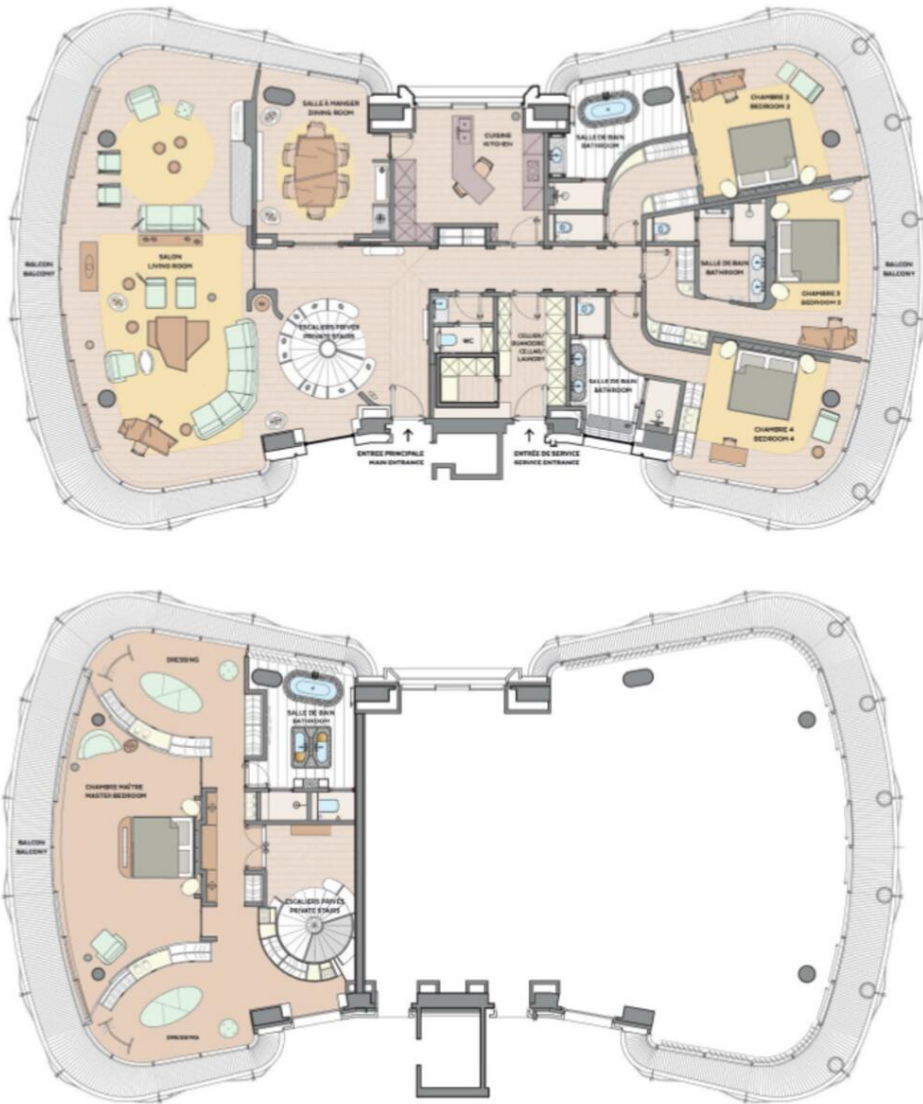 SALLE À MANGER
DINING ROOM
CUISINE
KITCHEN
SALLE DE BAIN
BATHROOM
CHAMBRE 2
BEDROOM 2
BALCON
BALCONY
SALON
LIVING ROOM
SALLE DE BAIN
BATHROOM
CHAMBRE 3
BEDROOM 3
BALCON
BALCONY
ESCALIERS PRIVÉS
PRIVATE STAIRS
WC
CELLIER/
BUANDERIE
CELLAR/
LAUNDRY
SALLE DE BAIN
BATHROOM
CHAMBRE 4
BEDROOM 4
ENTRÉE PRINCIPALE
MAIN ENTRANCE
ENTRÉE DE SERVICE
SERVICE ENTRANCE
DRESSING
SALLE DE BAIN
BATHROOM
CHAMBRE MAÎTRE
MASTER BEDROOM
BALCON
BALCONY
ESCALIERS PRIVÉS
PRIVATE STAIRS
DRESSING